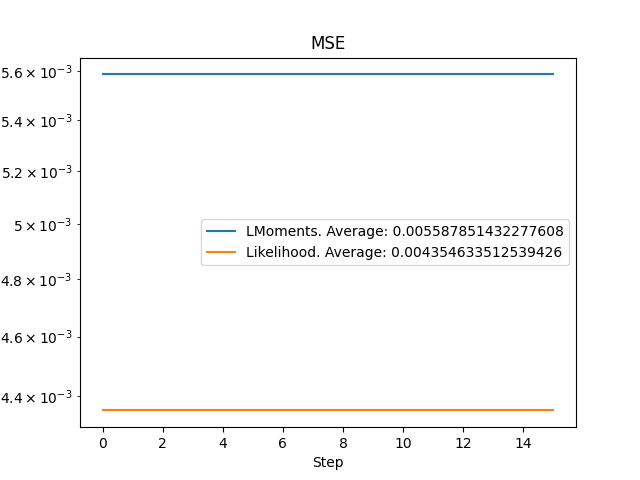 MSE
5.6 × 10⁻³
5.4 × 10⁻³
5.2 × 10⁻³
5 × 10⁻³
4.8 × 10⁻³
4.6 × 10⁻³
4.4 × 10⁻³
LMoments. Average: 0.005587851432277608
Likelihood. Average: 0.004354633512539426
0 2 4 6 8 10 12 14
Step